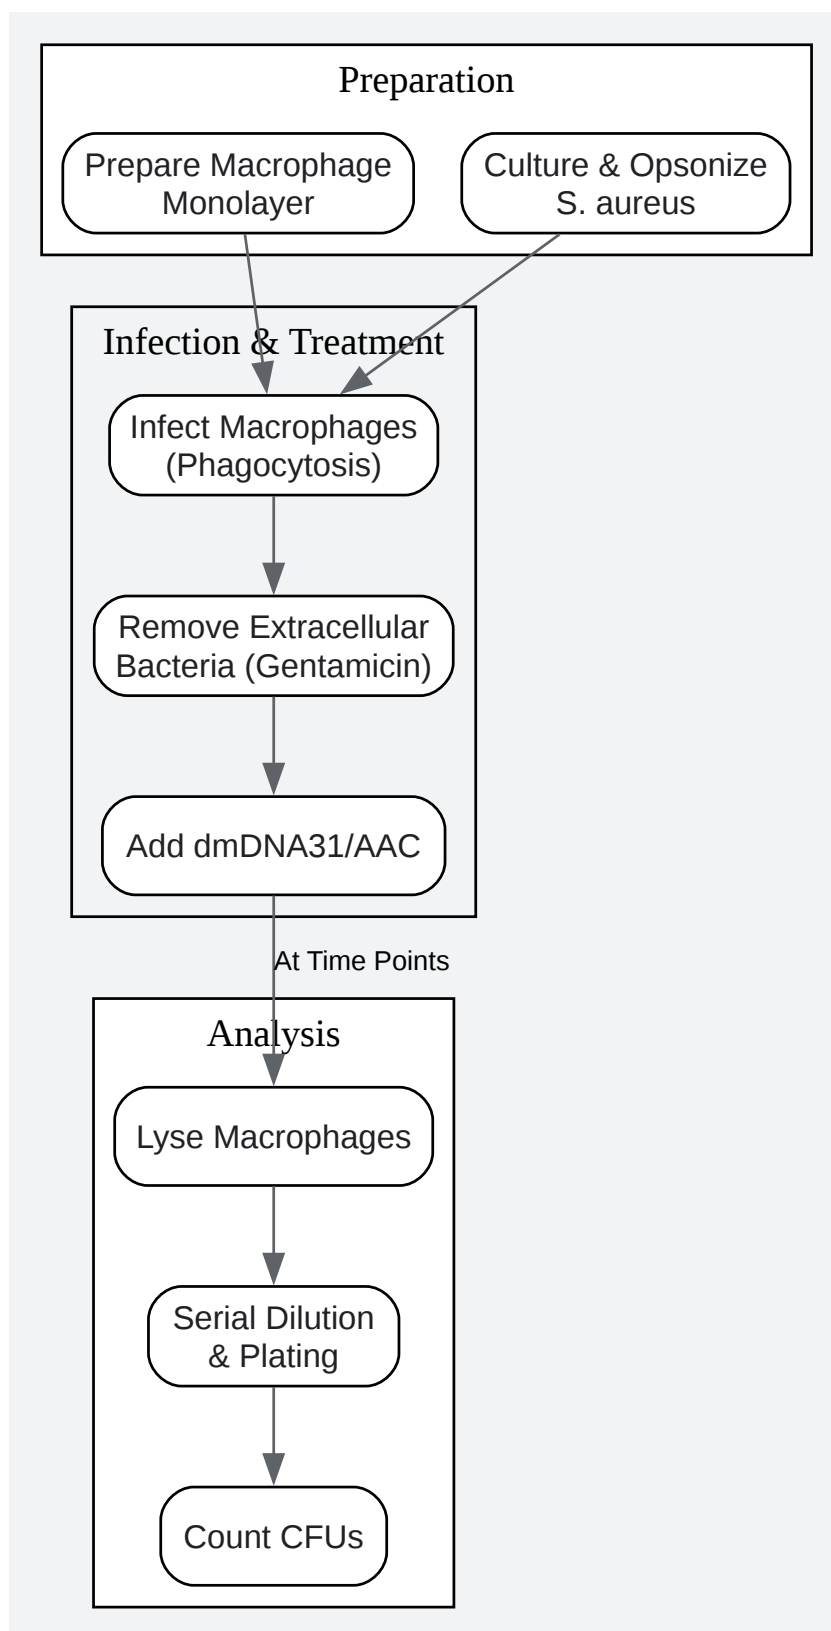 Preparation
Prepare Macrophage
Monolayer
Culture & Opsonize
S. aureus
Infection & Treatment
Infect Macrophages
(Phagocytosis)
Remove Extracellular
Bacteria (Gentamicin)
Add dmDNA31/AAC
At Time Points
Analysis
Lyse Macrophages
Serial Dilution
& Plating
Count CFUs